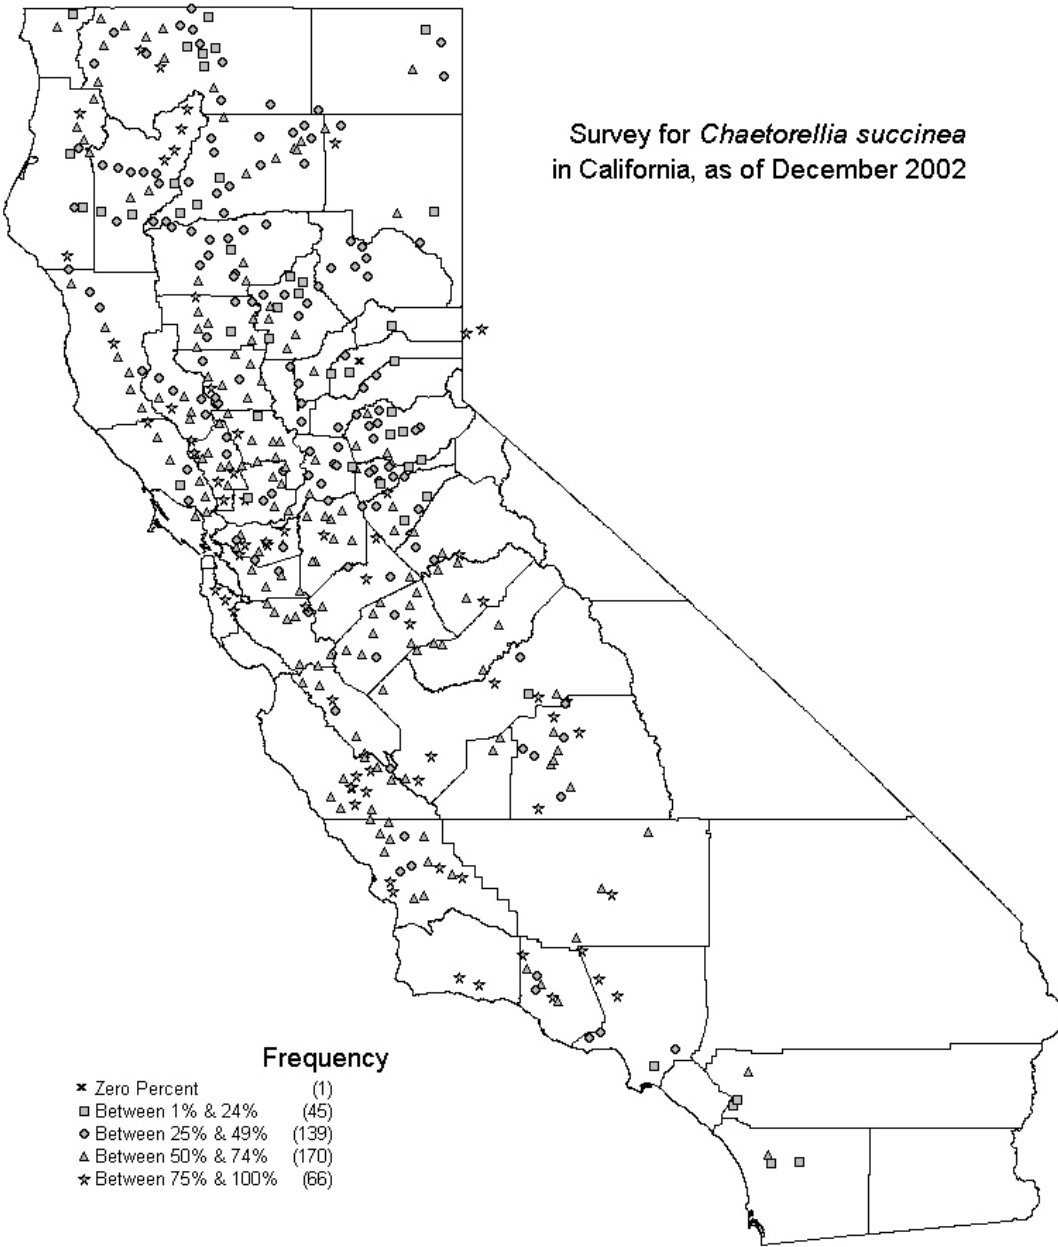 Survey for Chaetorellia succinea
in California, as of December 2002
Frequency
Zero Percent (1)
Between 1% & 24% (45)
Between 25% & 49% (139)
Between 50% & 74% (170)
Between 75% & 100% (66)